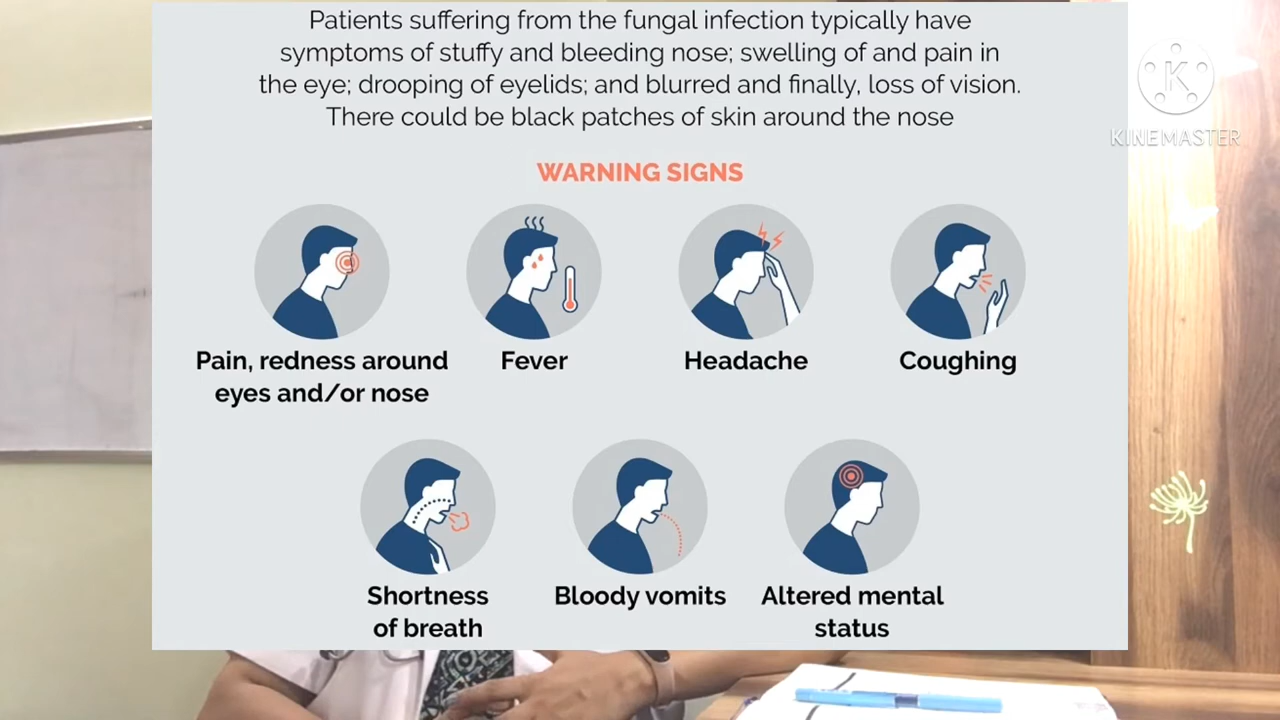 Patients suffering from the fungal infection typically have
symptoms of stuffy and bleeding nose; swelling of and pain in
the eye; drooping of eyelids; and blurred and finally, loss of vision.
There could be black patches of skin around the nose
K
KINEMASTER
WARNING SIGNS
Pain, redness around
eyes and/or nose
Fever
Headache
Coughing
Shortness
of breath
Bloody vomits
Altered mental
status